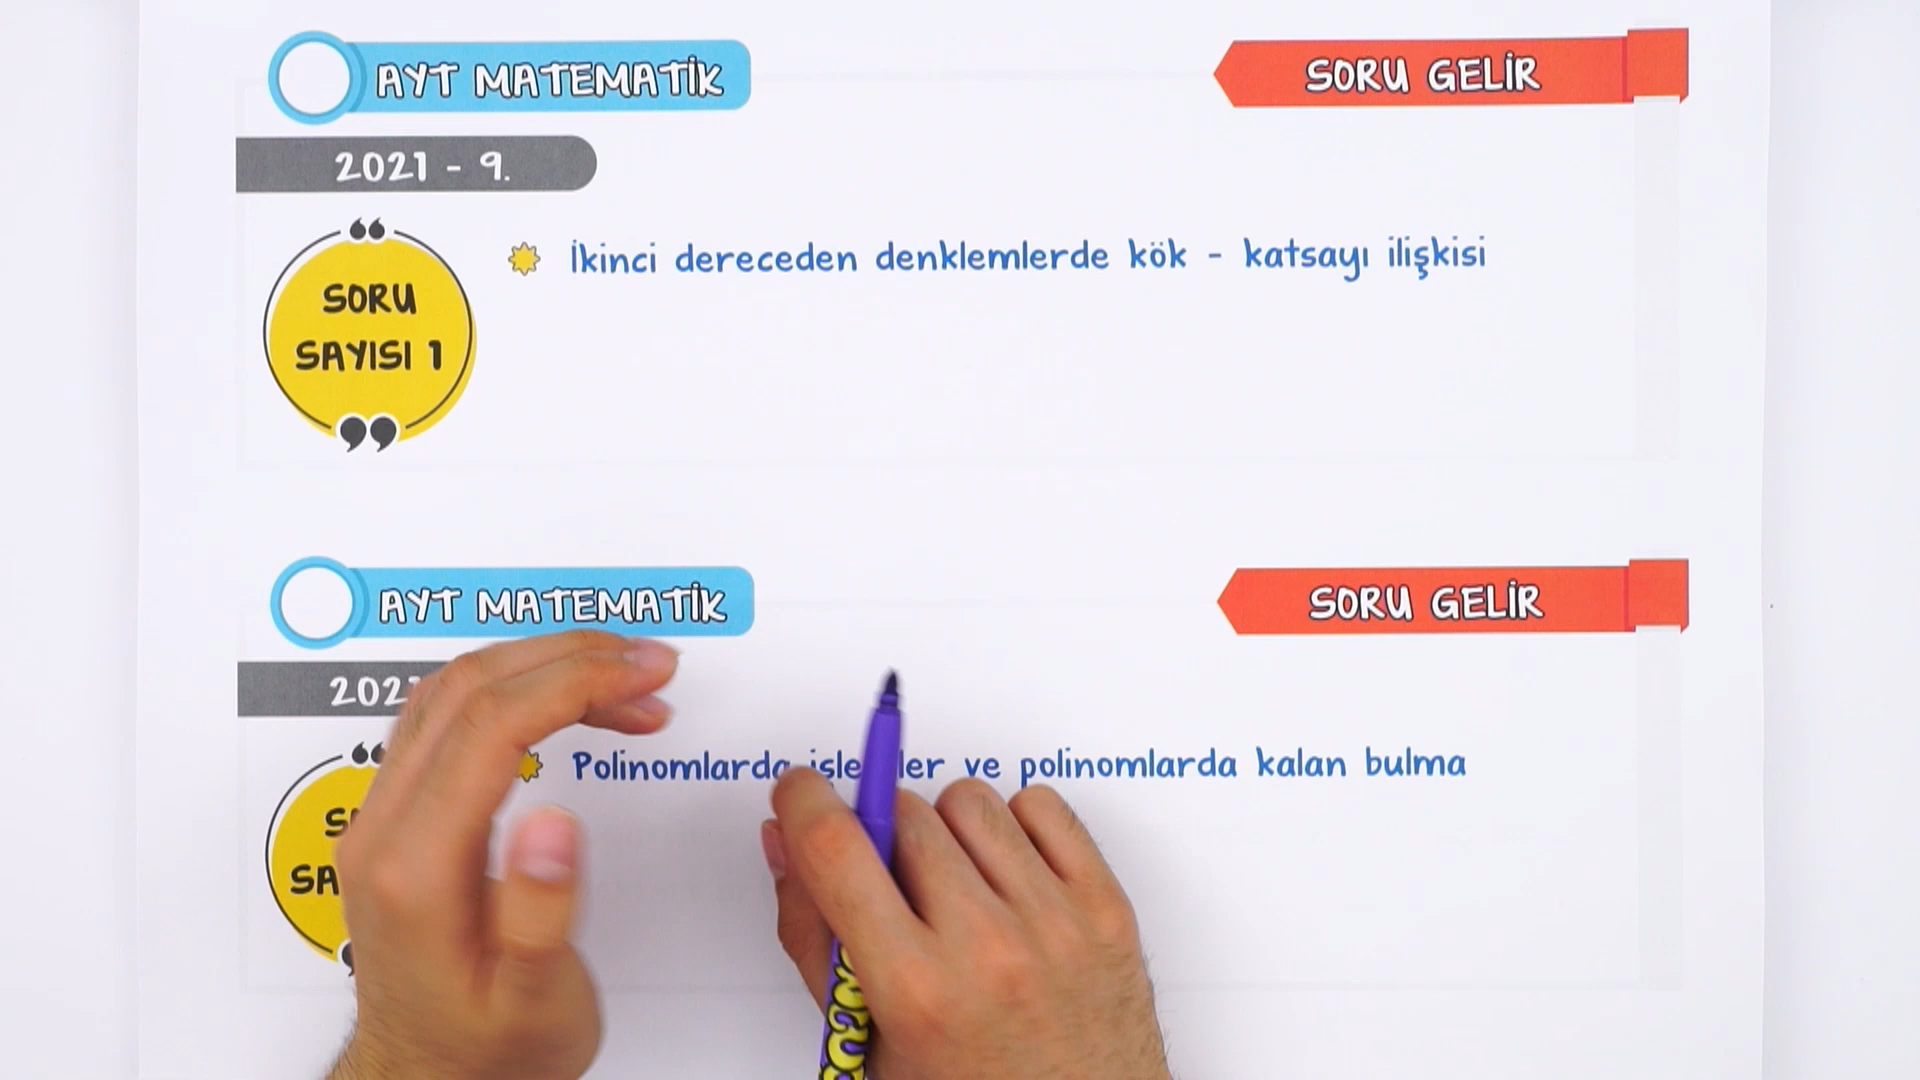 AYT MATEMATİK
SORU GELİR
2021 - 9.
İkinci dereceden denklemlerde kök - katsayı ilişkisi
SORU
SAYISI 1
AYT MATEMATİK
SORU GELİR
Polinomlarda ve polinomlarda kalan bulma